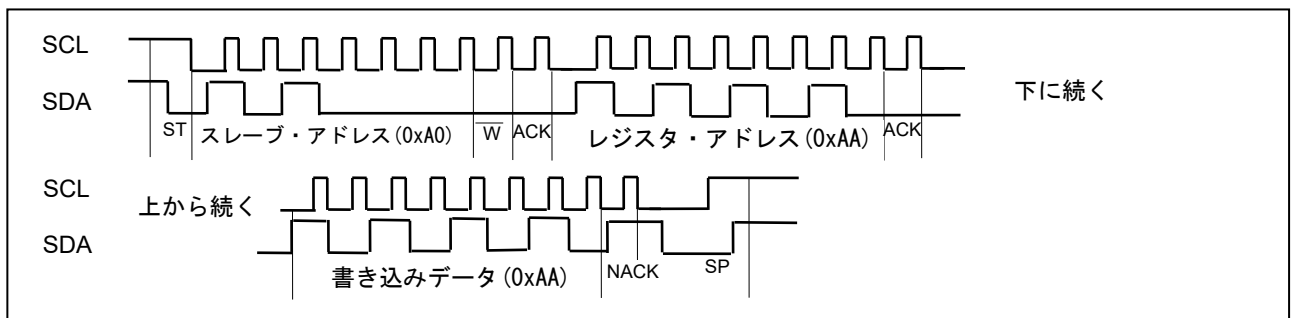 SCL
SDA
下に続く
ST スレーブ・アドレス(0xA0) W ACK レジスタ・アドレス(0xAA) ACK
SCL
上から続く
SDA
書き込みデータ(0xAA) NACK SP